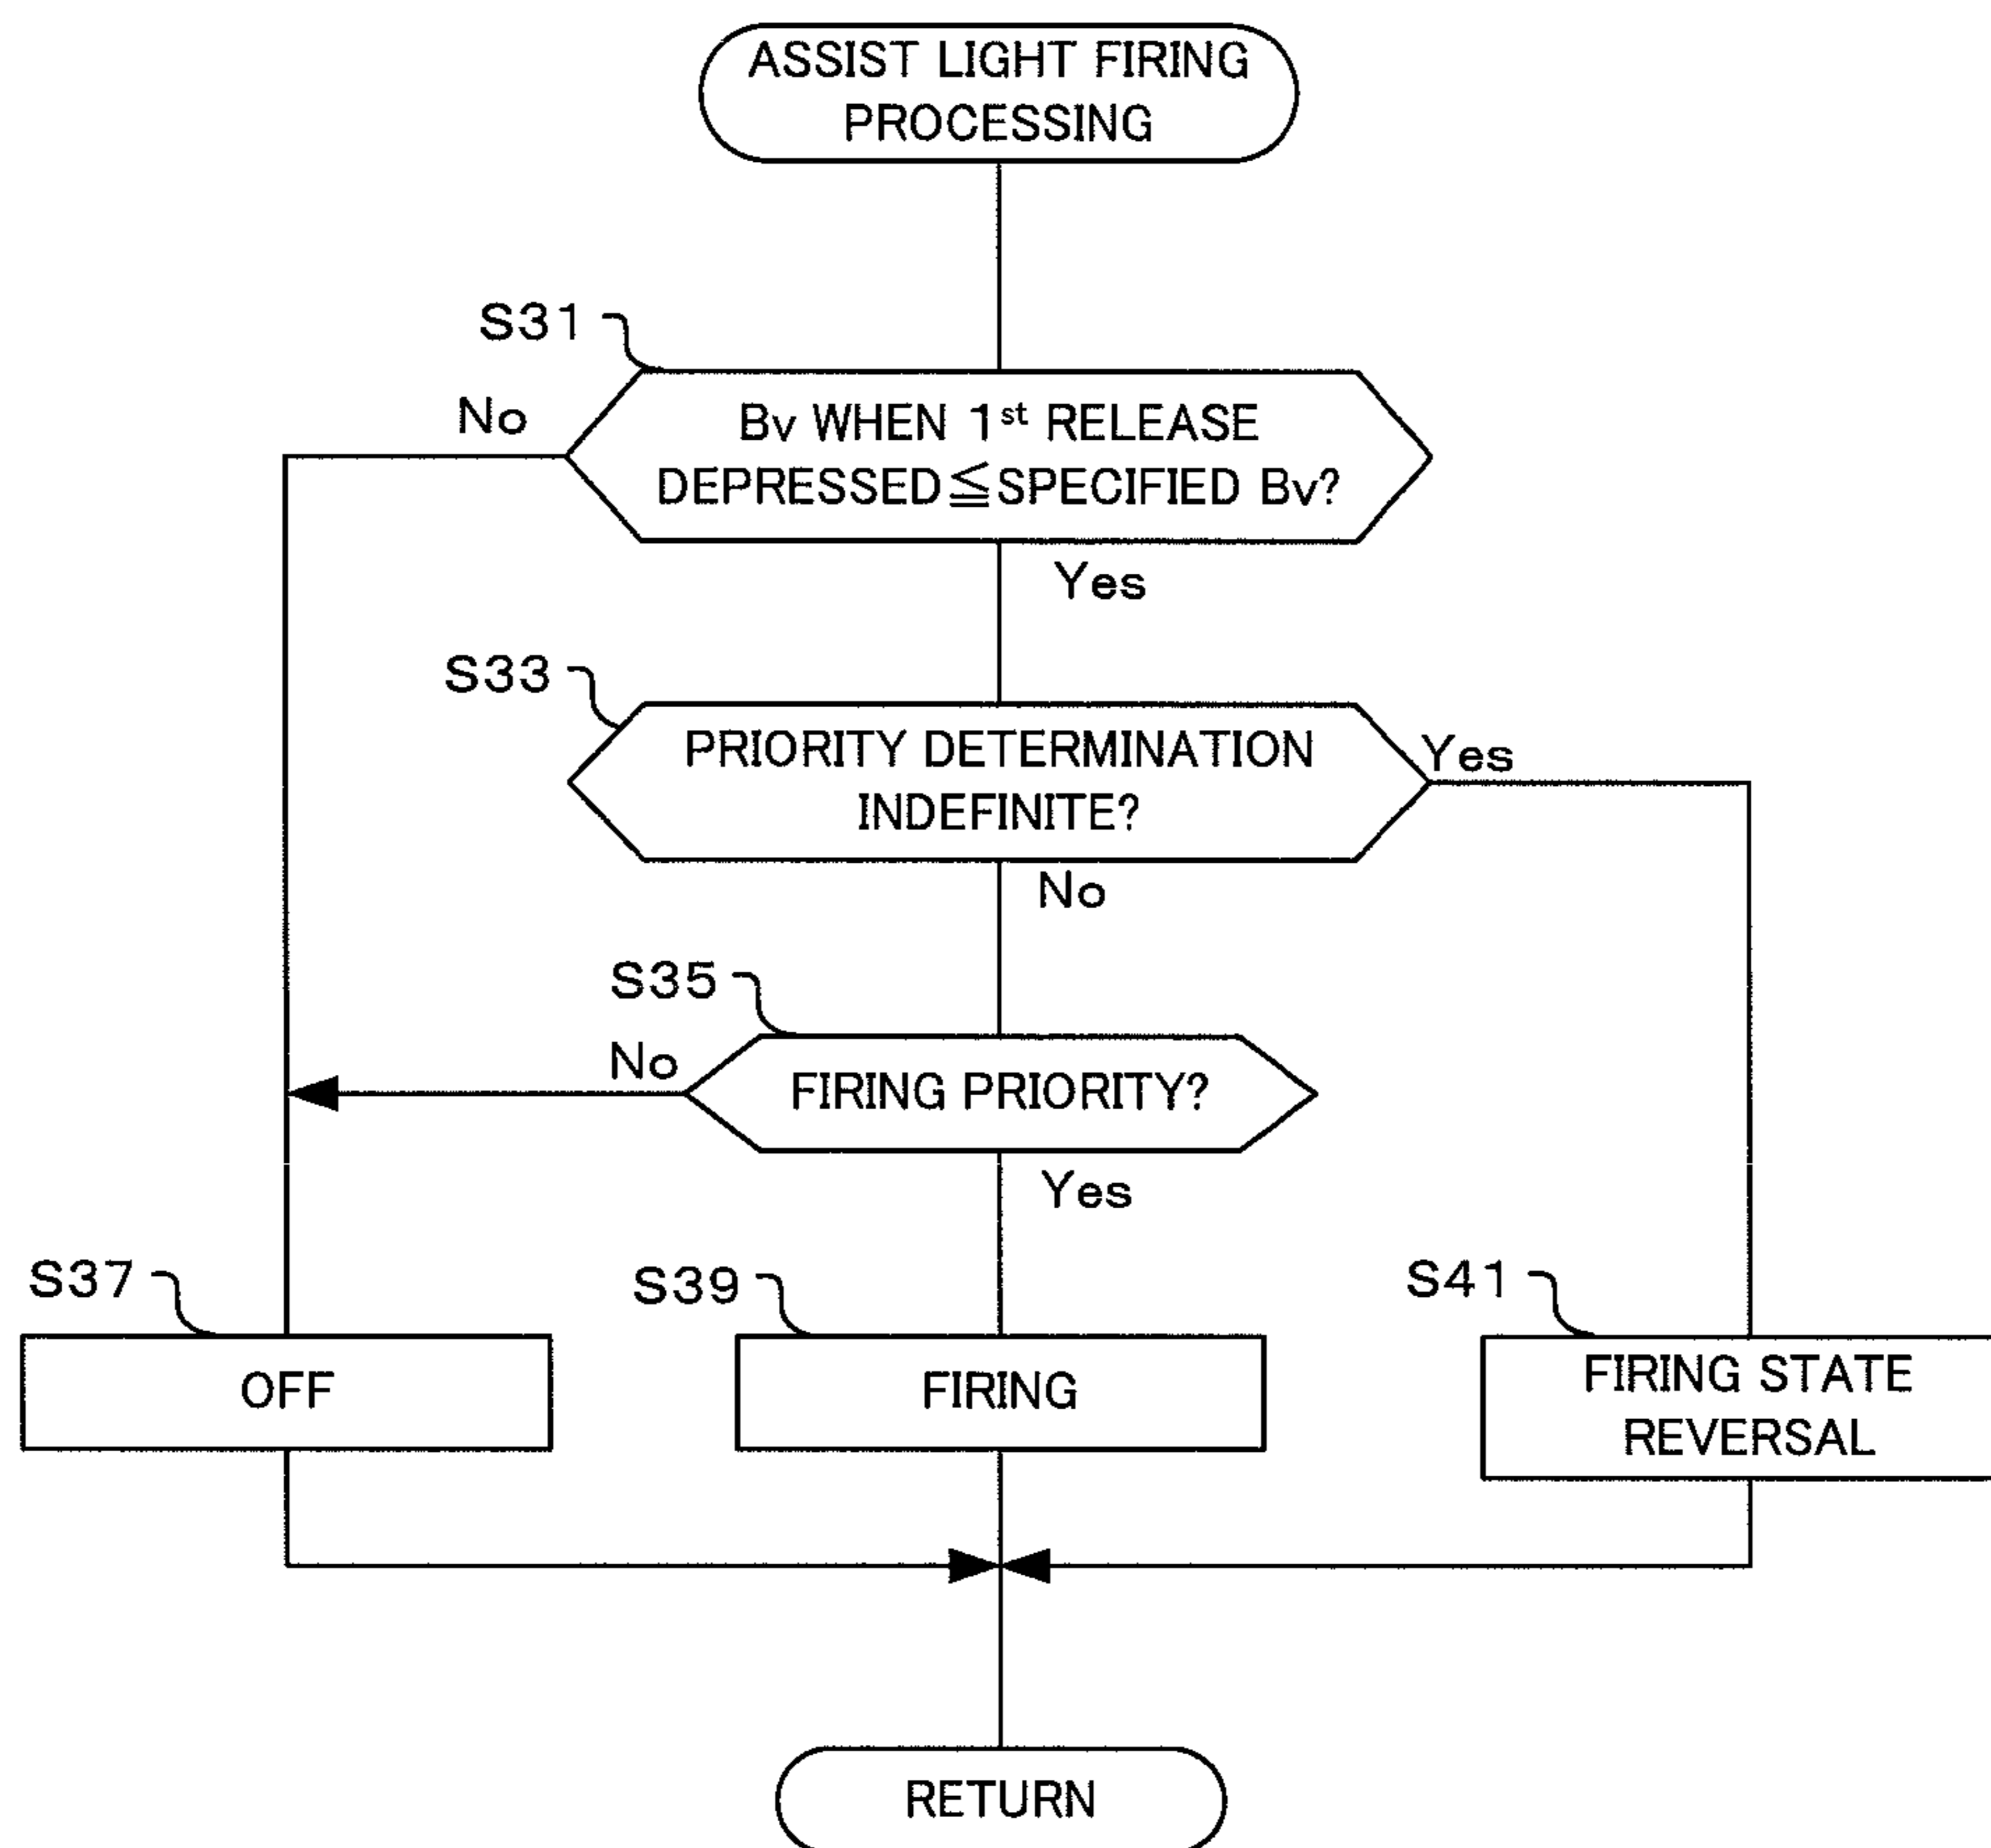 ASSIST LIGHT FIRING
PROCESSING
S31
No
Bv WHEN 1st RELEASE
DEPRESSED≦SPECIFIED Bv?
Yes
S33
PRIORITY DETERMINATION
INDEFINITE?
Yes
No
S35
No
FIRING PRIORITY?
Yes
S37
S39
S41
OFF
FIRING
FIRING STATE
REVERSAL
RETURN